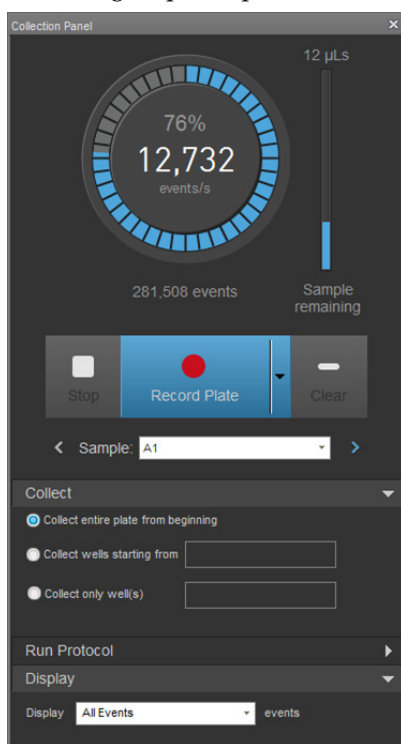 Collection Panel ×
12 µLs
76%
12,732
events/s
281,508 events
Sample
remaining
Stop
Record Plate
Clear
Sample: A1
Collect
Collect entire plate from beginning
Collect wells starting from
Collect only well(s)
Run Protocol
Display
Display All Events events